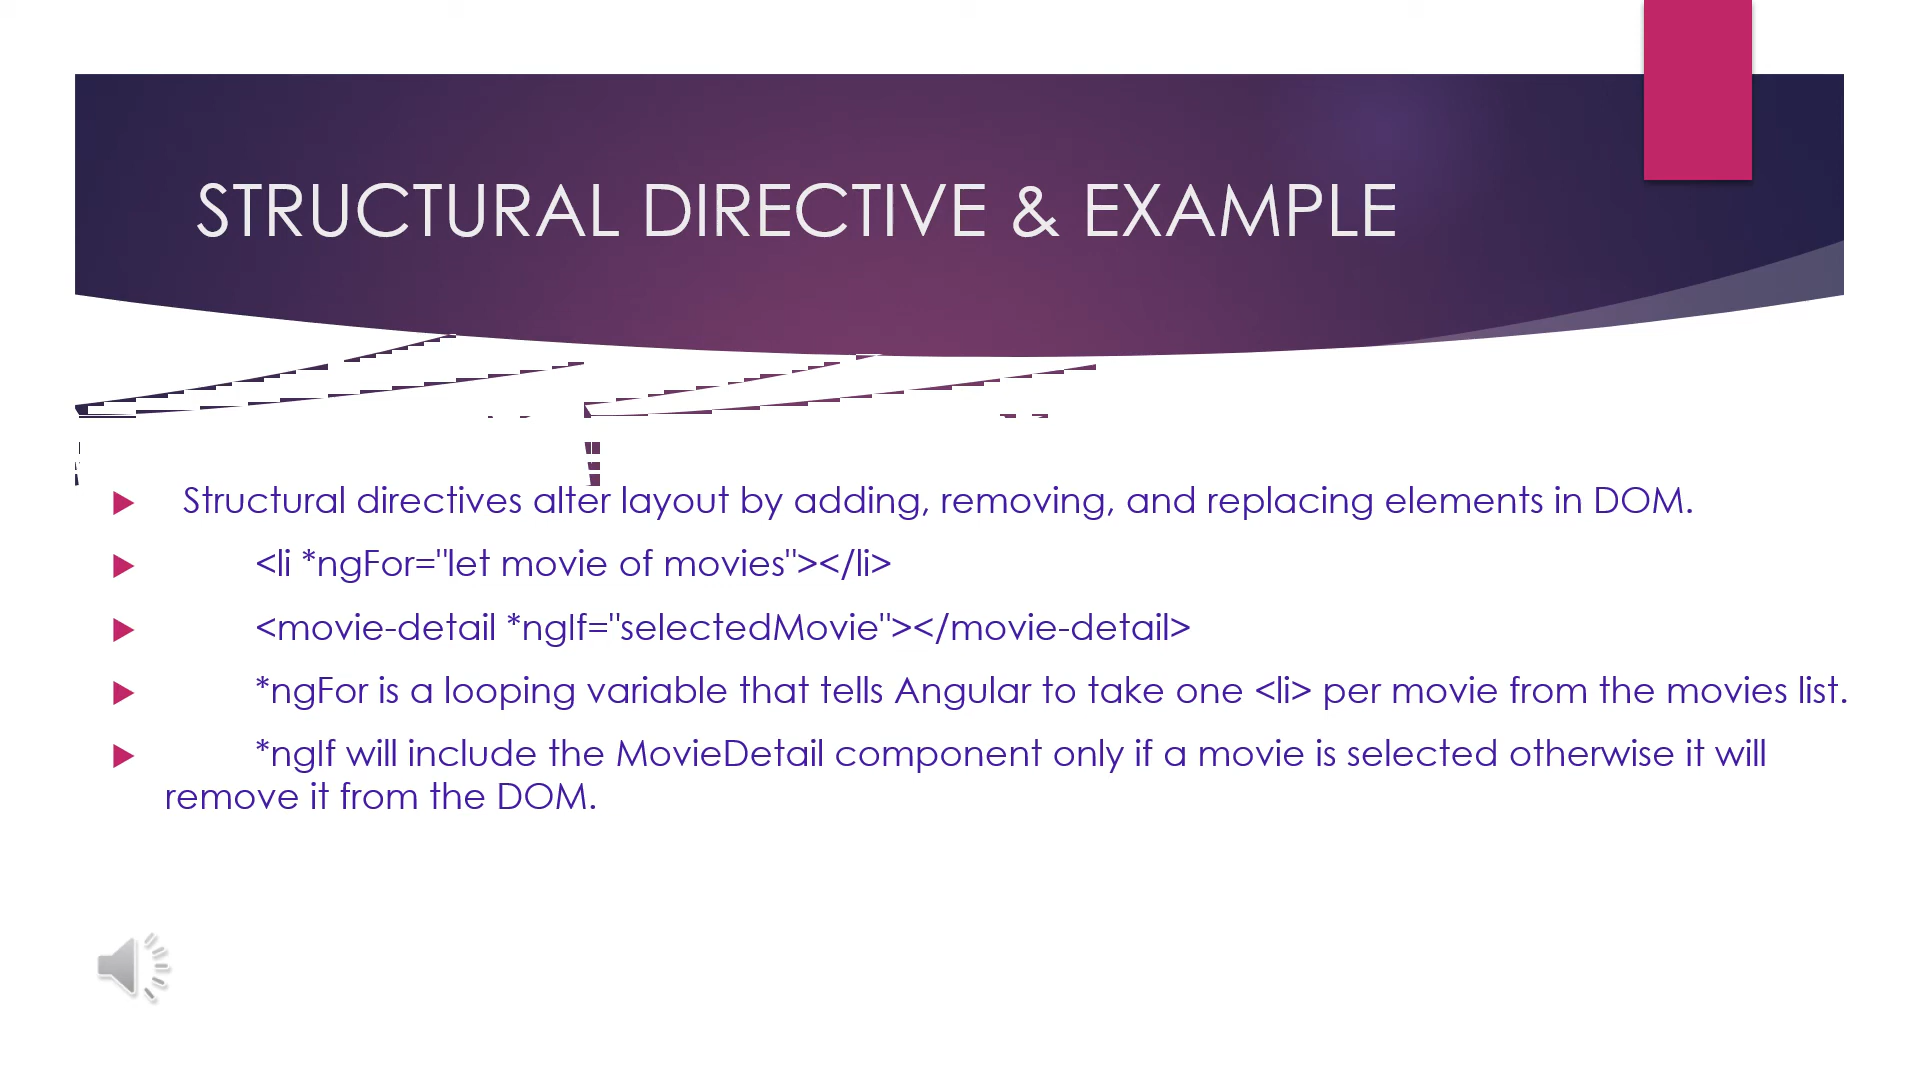 STRUCTURAL DIRECTIVE & EXAMPLE
Structural directives alter layout by adding, removing, and replacing elements in DOM.
<li *ngFor="let movie of movies"></li>
<movie-detail *ngIf="selectedMovie"></movie-detail>
*ngFor is a looping variable that tells Angular to take one <li> per movie from the movies list.
*ngIf will include the MovieDetail component only if a movie is selected otherwise it will
remove it from the DOM.